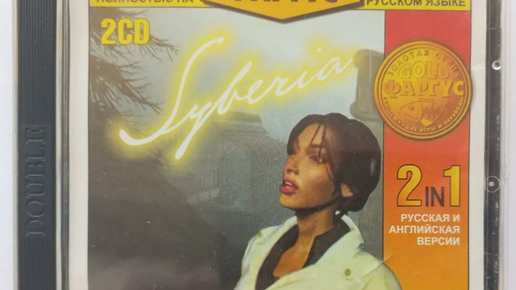 ПОЛНОСТЬЮ НА
РУССКОМ ЯЗЫКЕ
2CD
Syberia
ЗОЛОТАЯ СЕРИЯ
GOLD
ФАРГУС
2 IN 1
РУССКАЯ И
АНГЛИЙСКАЯ
ВЕРСИИ
DOUBLE